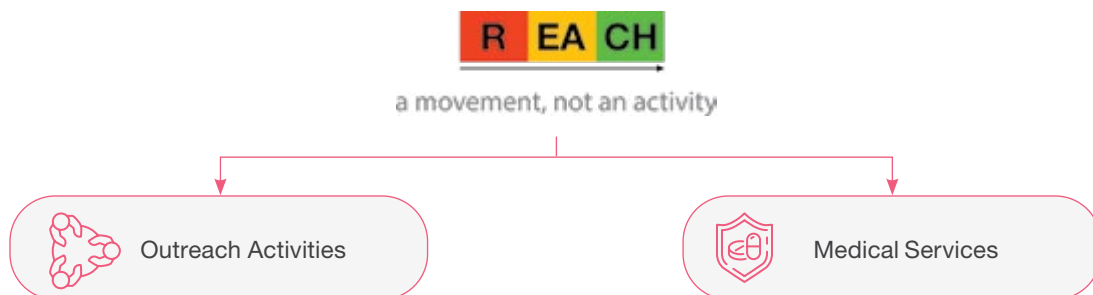 R EA CH
a movement, not an activity
Outreach Activities
Medical Services